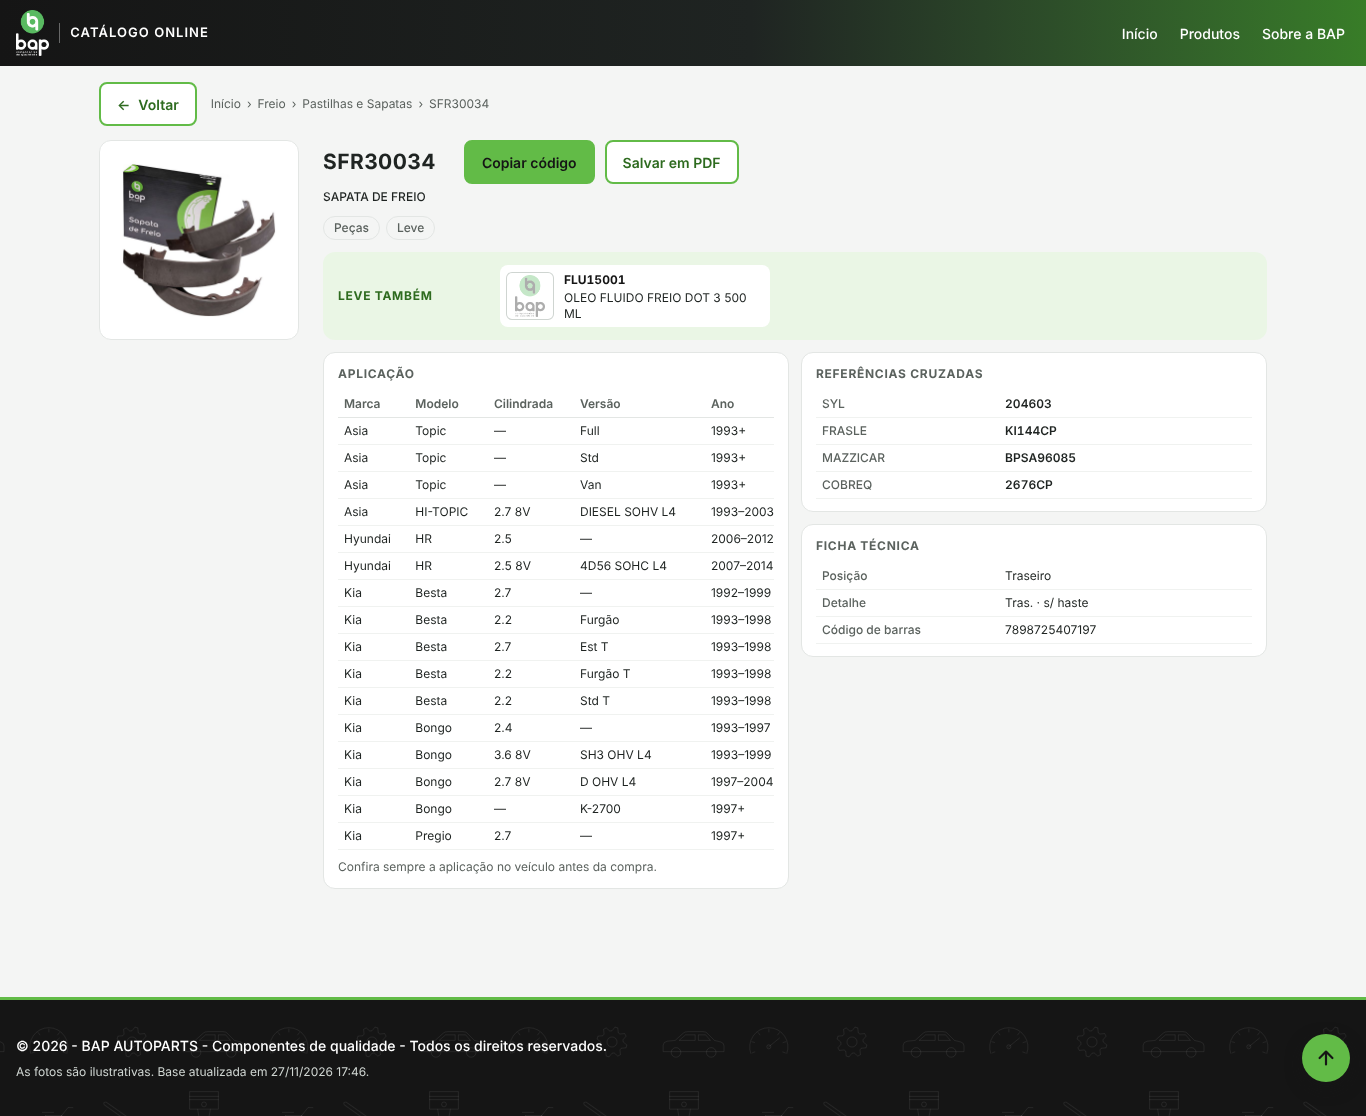 bap
CATÁLOGO ONLINE
Início Produtos Sobre a BAP
← Voltar
Início › Freio › Pastilhas e Sapatas › SFR30034
bap
Sapata
de Freio
SFR30034
Copiar código
Salvar em PDF
SAPATA DE FREIO
Peças Leve
LEVE TAMBÉM
bap
FLU15001
OLEO FLUIDO FREIO DOT 3 500
ML
APLICAÇÃO
Marca Modelo Cilindrada Versão Ano
Asia Topic — Full 1993+
Asia Topic — Std 1993+
Asia Topic — Van 1993+
Asia HI-TOPIC 2.7 8V DIESEL SOHV L4 1993–2003
Hyundai HR 2.5 — 2006–2012
Hyundai HR 2.5 8V 4D56 SOHC L4 2007–2014
Kia Besta 2.7 — 1992–1999
Kia Besta 2.2 Furgão 1993–1998
Kia Besta 2.7 Est T 1993–1998
Kia Besta 2.2 Furgão T 1993–1998
Kia Besta 2.2 Std T 1993–1998
Kia Bongo 2.4 — 1993–1997
Kia Bongo 3.6 8V SH3 OHV L4 1993–1999
Kia Bongo 2.7 8V D OHV L4 1997–2004
Kia Bongo — K-2700 1997+
Kia Pregio 2.7 — 1997+
Confira sempre a aplicação no veículo antes da compra.
REFERÊNCIAS CRUZADAS
SYL 204603
FRASLE KI144CP
MAZZICAR BPSA96085
COBREQ 2676CP
FICHA TÉCNICA
Posição Traseiro
Detalhe Tras. · s/ haste
Código de barras 7898725407197
© 2026 - BAP AUTOPARTS - Componentes de qualidade - Todos os direitos reservados.
As fotos são ilustrativas. Base atualizada em 27/11/2026 17:46.